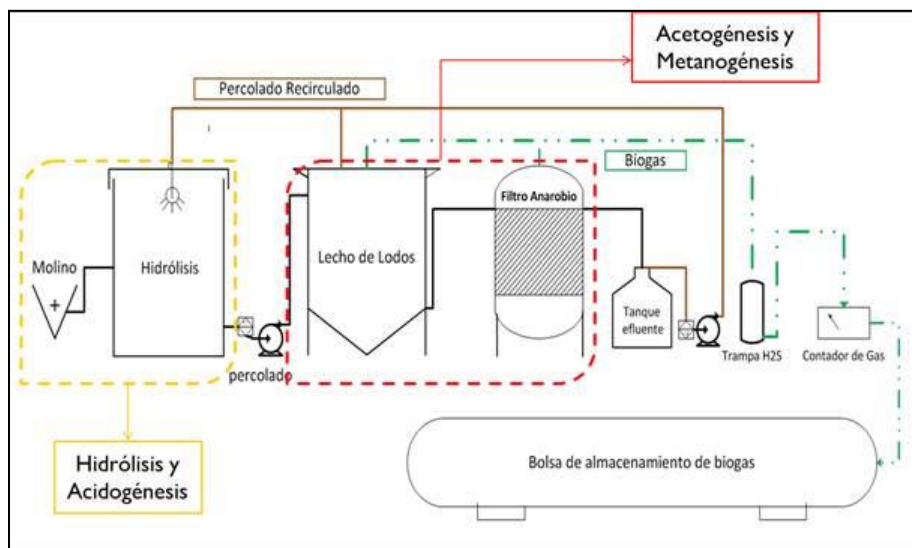 Acetogénesis y
Metanogénesis
Percolado Recirculado
Biogas
Filtro Anarobio
Molino
+
Hidrólisis
Lecho de Lodos
Tanque
efluente
percolado
Trampa H2S
Contador de Gas
Hidrólisis y
Acidogénesis
Bolsa de almacenamiento de biogas